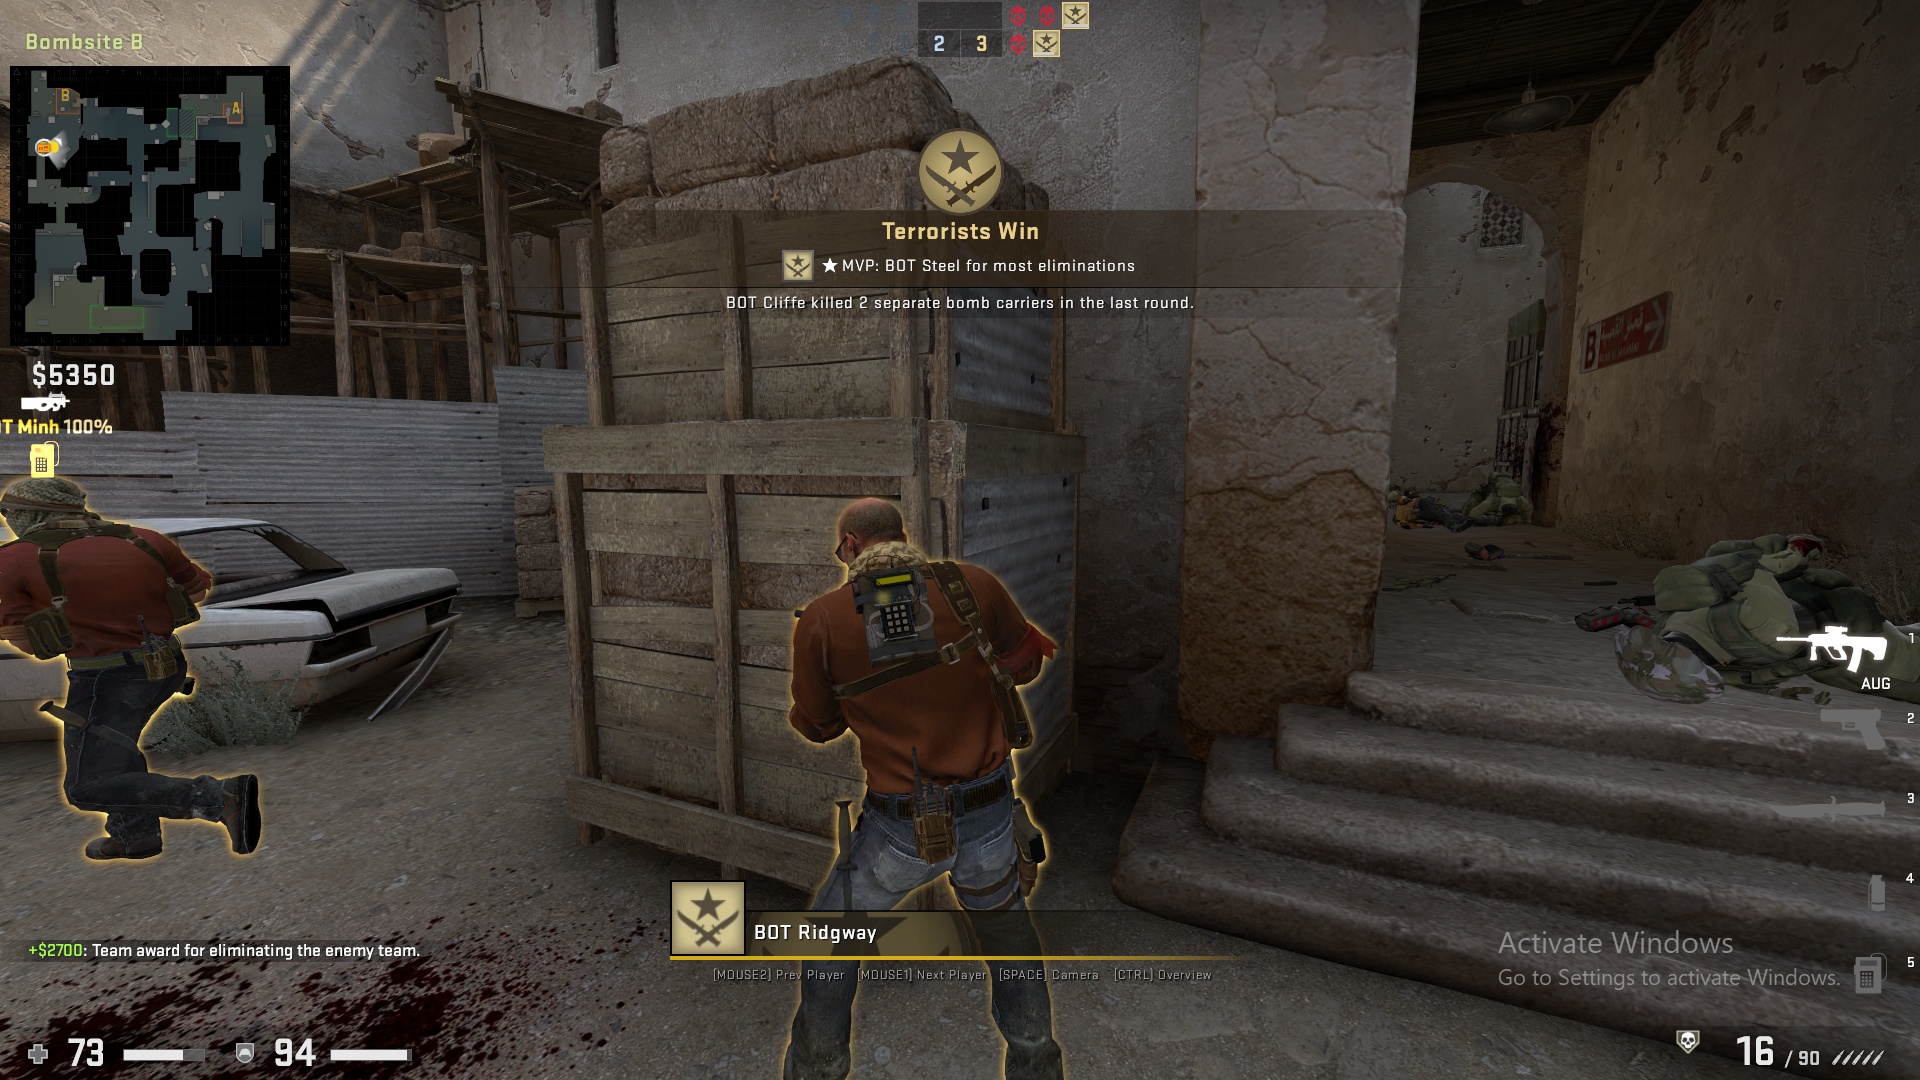 Bombsite B
2 3
B
A
Terrorists Win
★ MVP: BOT Steel for most eliminations
BOT Cliffe killed 2 separate bomb carriers in the last round.
$5350
T Minh 100%
B
1
AUG
2
3
4
5
+$2700: Team award for eliminating the enemy team.
BOT Ridgway
[MOUSE2] Prev Player [MOUSE1] Next Player [SPACE] Camera [CTRL] Overview
Activate Windows
Go to Settings to activate Windows.
73
94
16 / 90